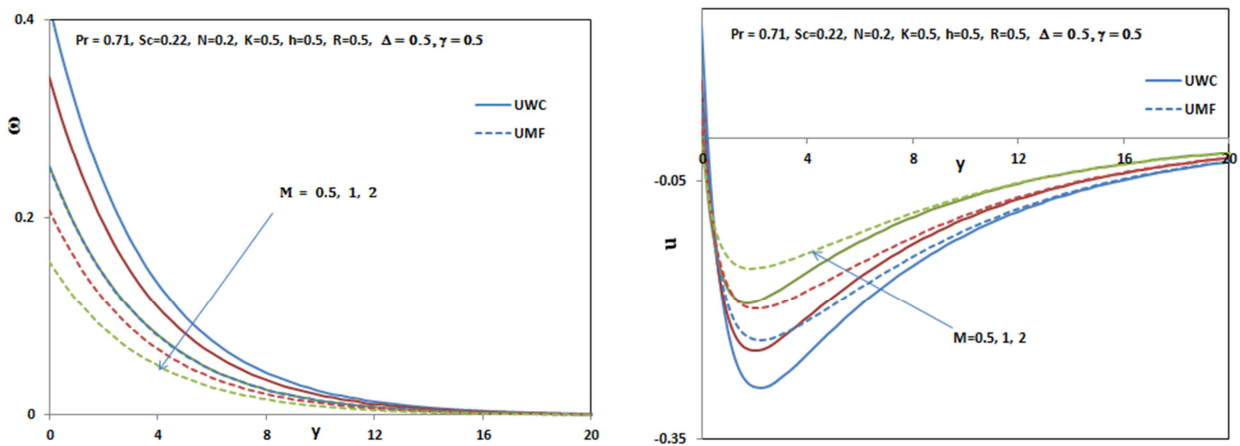 0.4
Pr = 0.71, Sc=0.22, N=0.2, K=0.5, h=0.5, R=0.5, Δ = 0.5, γ = 0.5
UWC
UMF
ω
M = 0.5, 1, 2
0.2
0
0 4 8 y 12 16 20
Pr = 0.71, Sc=0.22, N=0.2, K=0.5, h=0.5, R=0.5, Δ = 0.5, γ = 0.5
UWC
UMF
0 4 8 y 12 16 20
-0.05
u
M=0.5, 1, 2
-0.35